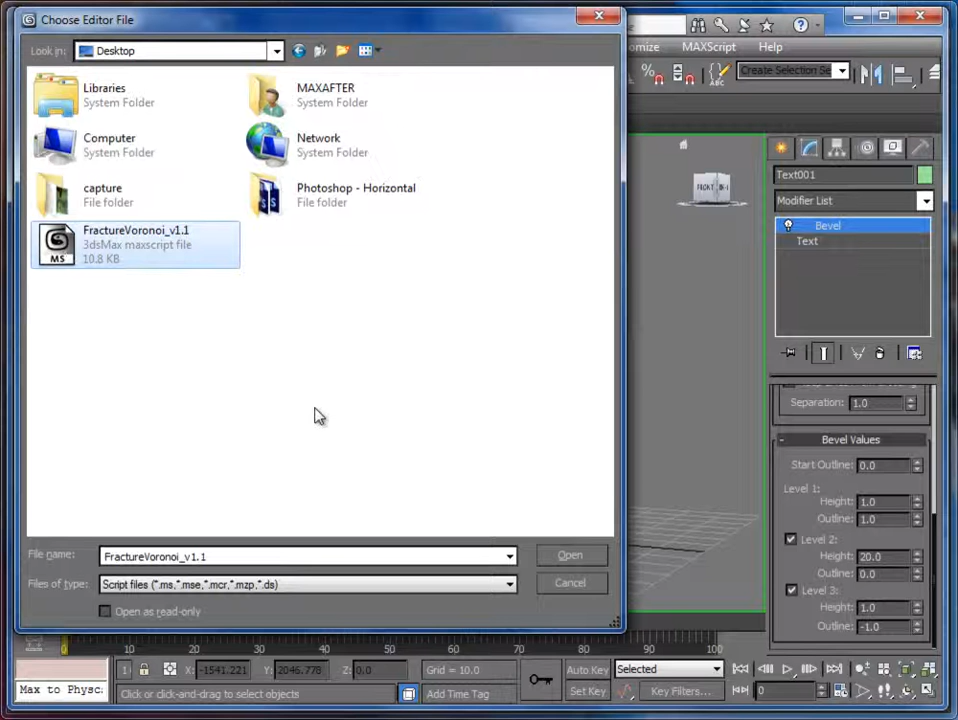 Choose Editor File
Look in:
Desktop
Libraries
System Folder
MAXAFTER
System Folder
Computer
System Folder
Network
System Folder
capture
File folder
Photoshop - Horizontal
File folder
MS
FractureVoronoi_v1.1
3dsMax maxscript file
10.8 KB
File name:
FractureVoronoi_v1.1
Open
Files of type:
Script files (*.ms,*.mse,*.mcr,*.mzp,*.ds)
Cancel
Open as read-only
omize
MAXScript
Help
ABC
Create Selection Se
FRONT
Text001
Modifier List
Bevel
Text
Separation: 1.0
- Bevel Values
Start Outline: 0.0
Level 1:
Height: 1.0
Outline: 1.0
Level 2:
Height: 20.0
Outline: 0.0
Level 3:
Height: 1.0
Outline: -1.0
0 10 20 30 40 50 60 70 80 90 100
1 X: -1541.221 Y: 2046.778 Z: 0.0 Grid = 10.0 Auto Key Selected
Max to Physc: Click or click-and-drag to select objects Add Time Tag Set Key Key Filters... 0